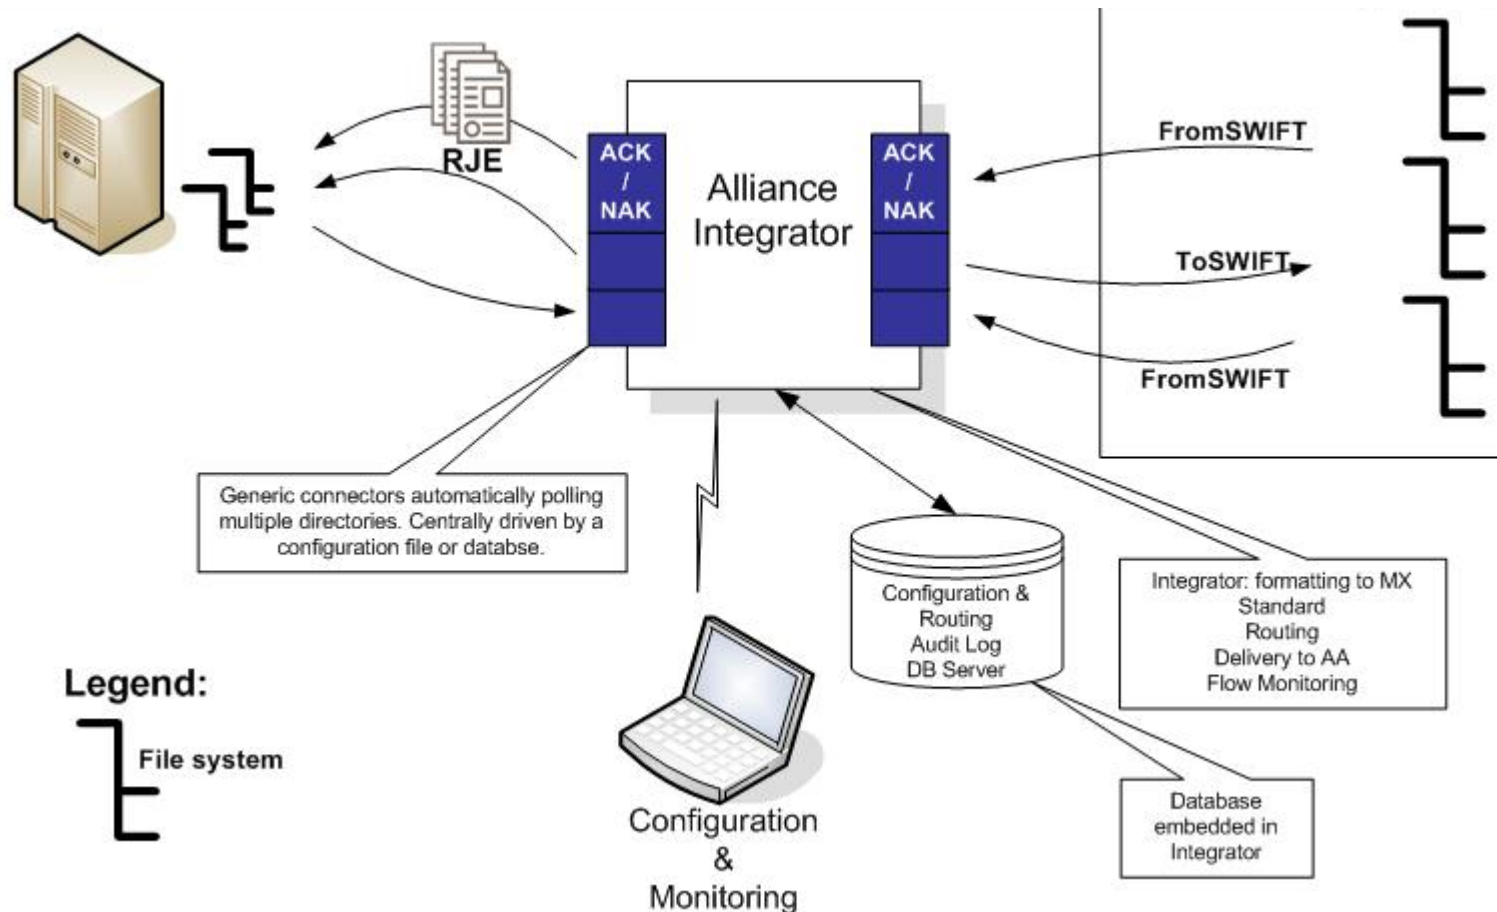 RJE
ACK
/
NAK
Alliance
Integrator
ACK
/
NAK
FromSWIFT
ToSWIFT
FromSWIFT
Generic connectors automatically polling
multiple directories. Centrally driven by a
configuration file or databse.
Configuration &
Routing
Audit Log
DB Server
Integrator: formatting to MX
Standard
Routing
Delivery to AA
Flow Monitoring
Legend:
File system
Configuration
&
Monitoring
Database
embedded in
Integrator